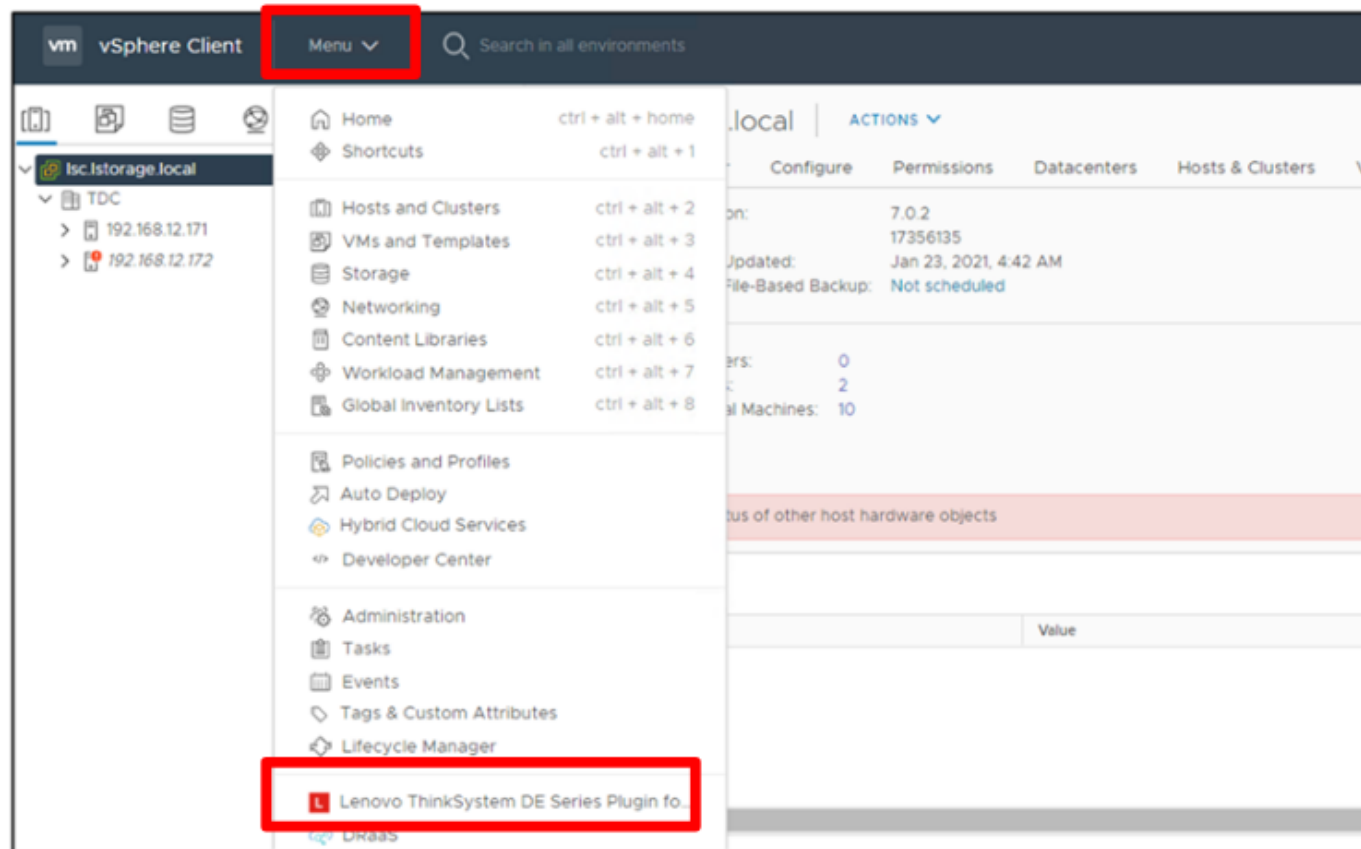 vm vSphere Client Menu Search in all environments
.local ACTIONS
Configure Permissions Datacenters Hosts & Clusters
lsc.lstorage.local
TDC
192.168.12.171
192.168.12.172
Home ctrl + alt + home
Shortcuts ctrl + alt + 1
Hosts and Clusters ctrl + alt + 2
VMs and Templates ctrl + alt + 3
Storage ctrl + alt + 4
Networking ctrl + alt + 5
Content Libraries ctrl + alt + 6
Workload Management ctrl + alt + 7
Global Inventory Lists ctrl + alt + 8
Policies and Profiles
Auto Deploy
Hybrid Cloud Services
Developer Center
Administration
Tasks
Events
Tags & Custom Attributes
Lifecycle Manager
L Lenovo ThinkSystem DE Series Plugin fo...
DRaaS
on: 7.0.2
17356135
Updated: Jan 23, 2021, 4:42 AM
File-Based Backup: Not scheduled
ers: 0
s: 2
al Machines: 10
tus of other host hardware objects
Value